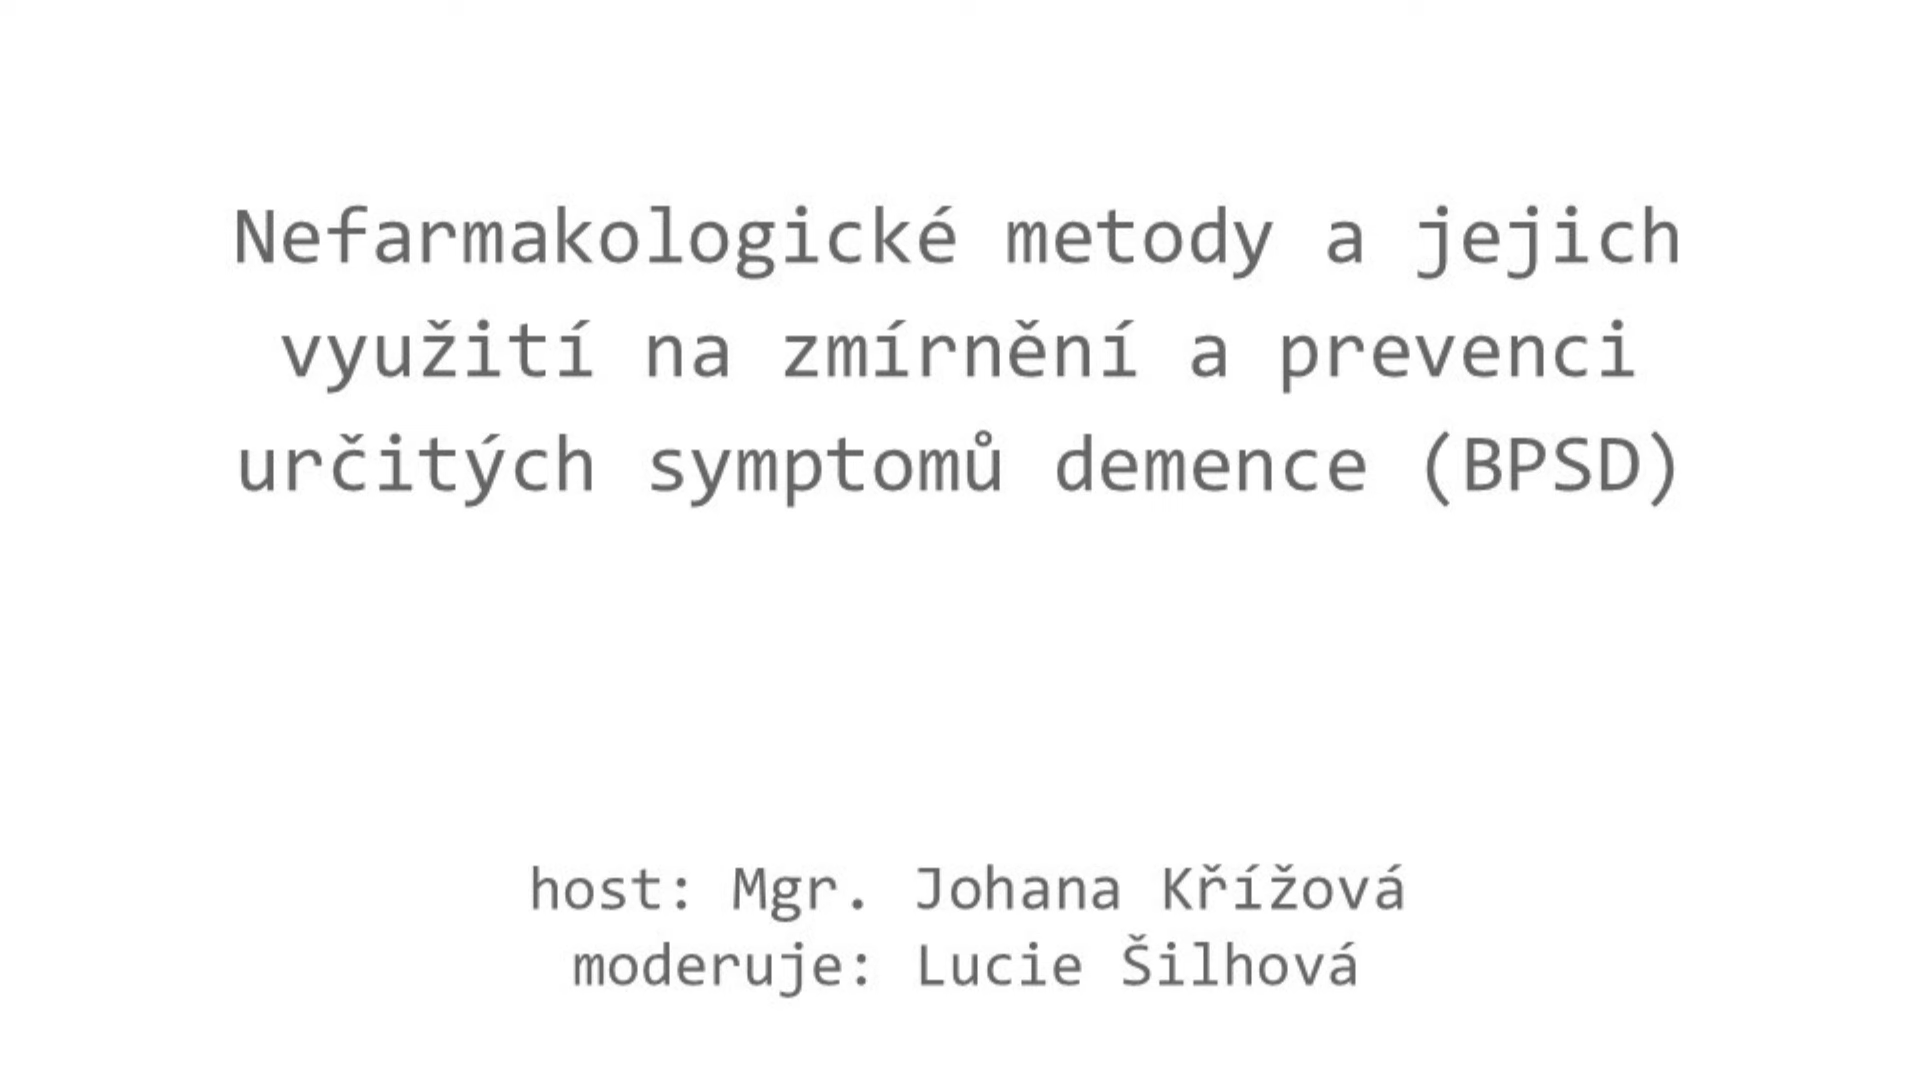 Nefarmakologické metody a jejich
využití na zmírnění a prevenci
určitých symptomů demence (BPSD)
host: Mgr. Johana Křížová
moderuje: Lucie Šilhová